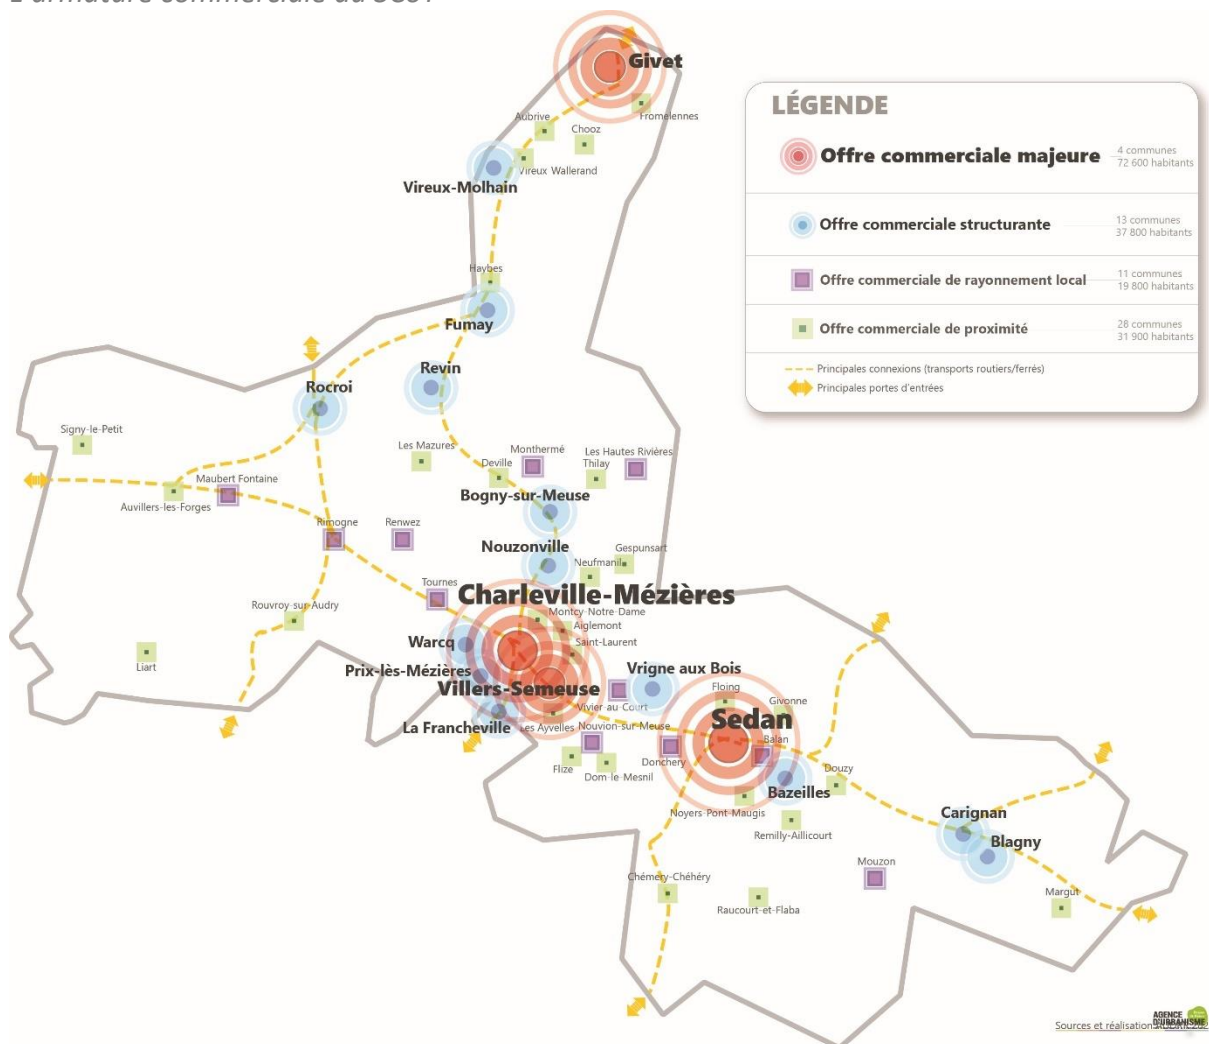 L'armature commerciale du SCoT
Givet
Fromelennes
Aubrive
Chooz
Vireux Wallerand
Vireux-Molhain
LÉGENDE
Offre commerciale majeure
4 communes
72 600 habitants
Offre commerciale structurante
13 communes
37 800 habitants
Offre commerciale de rayonnement local
11 communes
19 800 habitants
Offre commerciale de proximité
28 communes
31 900 habitants
Principales connexions (transports routiers/ferrés)
Principales portes d'entrées
Haybes
Fumay
Revin
Rocroi
Signy-le-Petit
Les Mazures
Monthermé
Les Hautes Rivières
Deville
Thilay
Maubert Fontaine
Auvillers-les-Forges
Bogny-sur-Meuse
Rimogne
Renwez
Nouzonville
Gespunsart
Neufmanil
Tournes
Charleville-Mézières
Rouvroy-sur-Audry
Montcy-Notre-Dame
Aiglemont
Warcq
Saint-Laurent
Liart
Prix-lès-Mézières
Vrigne aux Bois
Villers-Semeuse
Floing
Givonne
Vivier-au-Court
La Francheville
Les Ayvelles
Nouvion-sur-Meuse
Sedan
Balan
Flize
Dom-le-Mesnil
Donchery
Douzy
Bazeilles
Noyers-Pont-Maugis
Carignan
Remilly-Aillicourt
Blagny
Mouzon
Chémery-Chéhéry
Raucourt-et-Flaba
Margut
AGENCE
D'URBANISME
Sources et réalisation